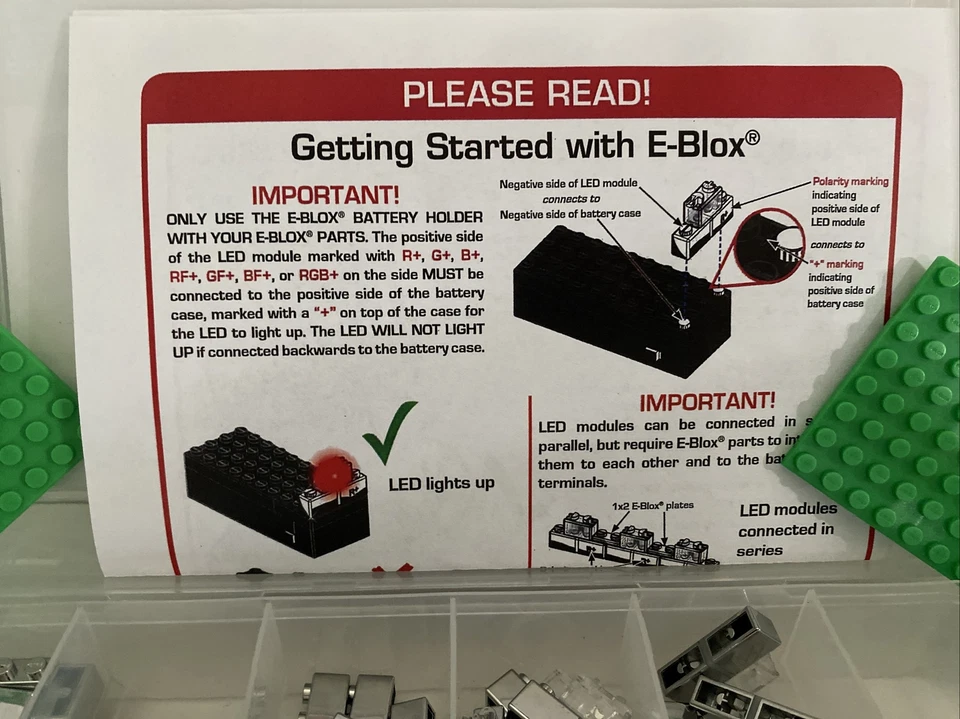 PLEASE READ!
Getting Started with E-Blox®
IMPORTANT!
ONLY USE THE E-BLOX® BATTERY HOLDER
WITH YOUR E-BLOX® PARTS. The positive side
of the LED module marked with R+, G+, B+,
RF+, GF+, BF+, or RGB+ on the side MUST be
connected to the positive side of the battery
case, marked with a "+" on top of the case for
the LED to light up. The LED WILL NOT LIGHT
UP if connected backwards to the battery case.
Negative side of LED module
connects to
Negative side of battery case
Polarity marking
indicating
positive side of
LED module
connects to
"+" marking
indicating
positive side of
battery case
LED lights up
IMPORTANT!
LED modules can be connected in
parallel, but require E-Blox® parts to
them to each other and to the
terminals.
1x2 E-Blox® plates
LED modules
connected in
series